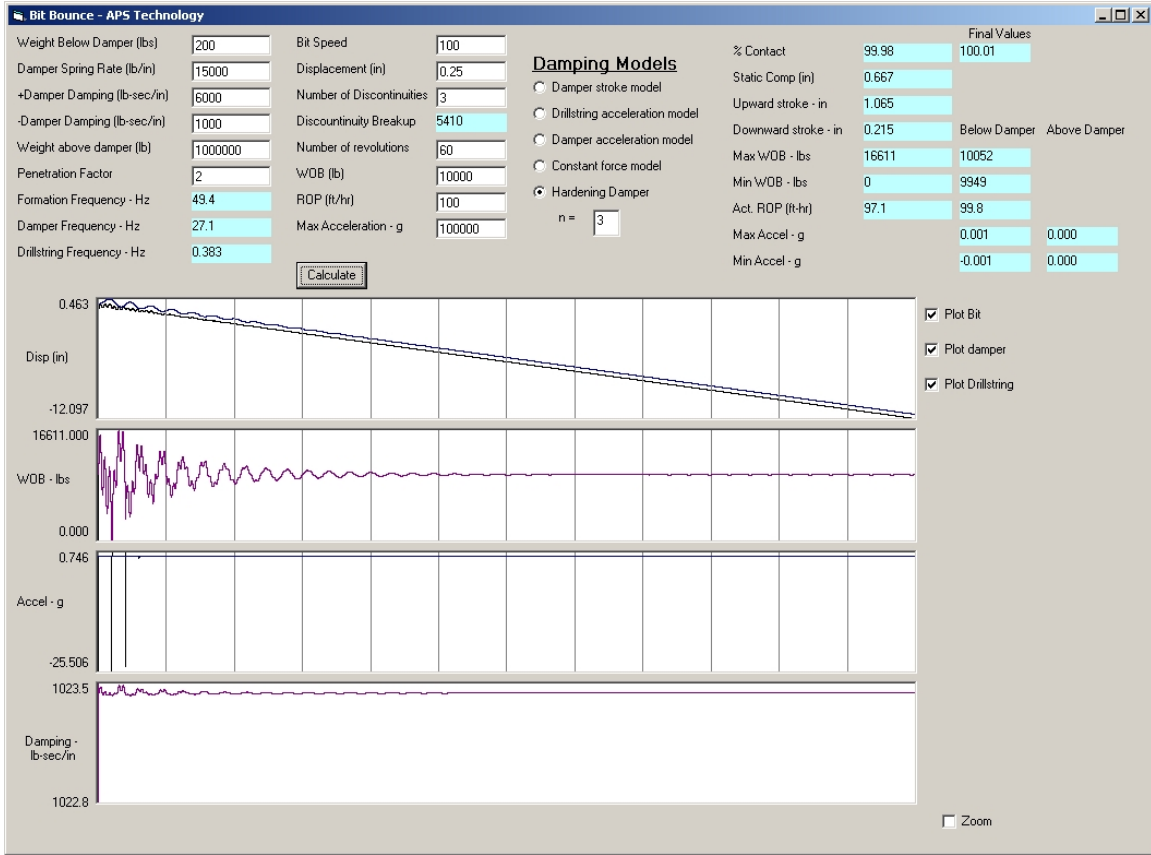 Bit Bounce - APS Technology
Weight Below Damper (lbs) 200
Damper Spring Rate (lb/in) 15000
+Damper Damping (lb-sec/in) 6000
-Damper Damping (lb-sec/in) 1000
Weight above damper (lb) 1000000
Penetration Factor 2
Formation Frequency - Hz 49.4
Damper Frequency - Hz 27.1
Drillstring Frequency - Hz 0.383
Bit Speed 100
Displacement (in) 0.25
Number of Discontinuities 3
Discountinuity Breakup 5410
Number of revolutions 60
WOB (lb) 10000
ROP (ft/hr) 100
Max Acceleration - g 100000
Calculate
Damping Models
Damper stroke model
Drillstring acceleration model
Damper acceleration model
Constant force model
Hardening Damper
n = 3
Final Values
% Contact 99.98 100.01
Static Comp (in) 0.667
Upward stroke - in 1.065
Downward stroke - in 0.215 Below Damper Above Damper
Max WOB - lbs 16611 10052
Min WOB - lbs 0 9949
Act. ROP (ft-hr) 97.1 99.8
Max Accel - g 0.001 0.000
Min Accel - g -0.001 0.000
0.463
Disp (in)
-12.097
Plot Bit
Plot damper
Plot Drillstring
16611.000
WOB - lbs
0.000
0.746
Accel - g
-25.506
1023.5
Damping -
lb-sec/in
1022.8
Zoom